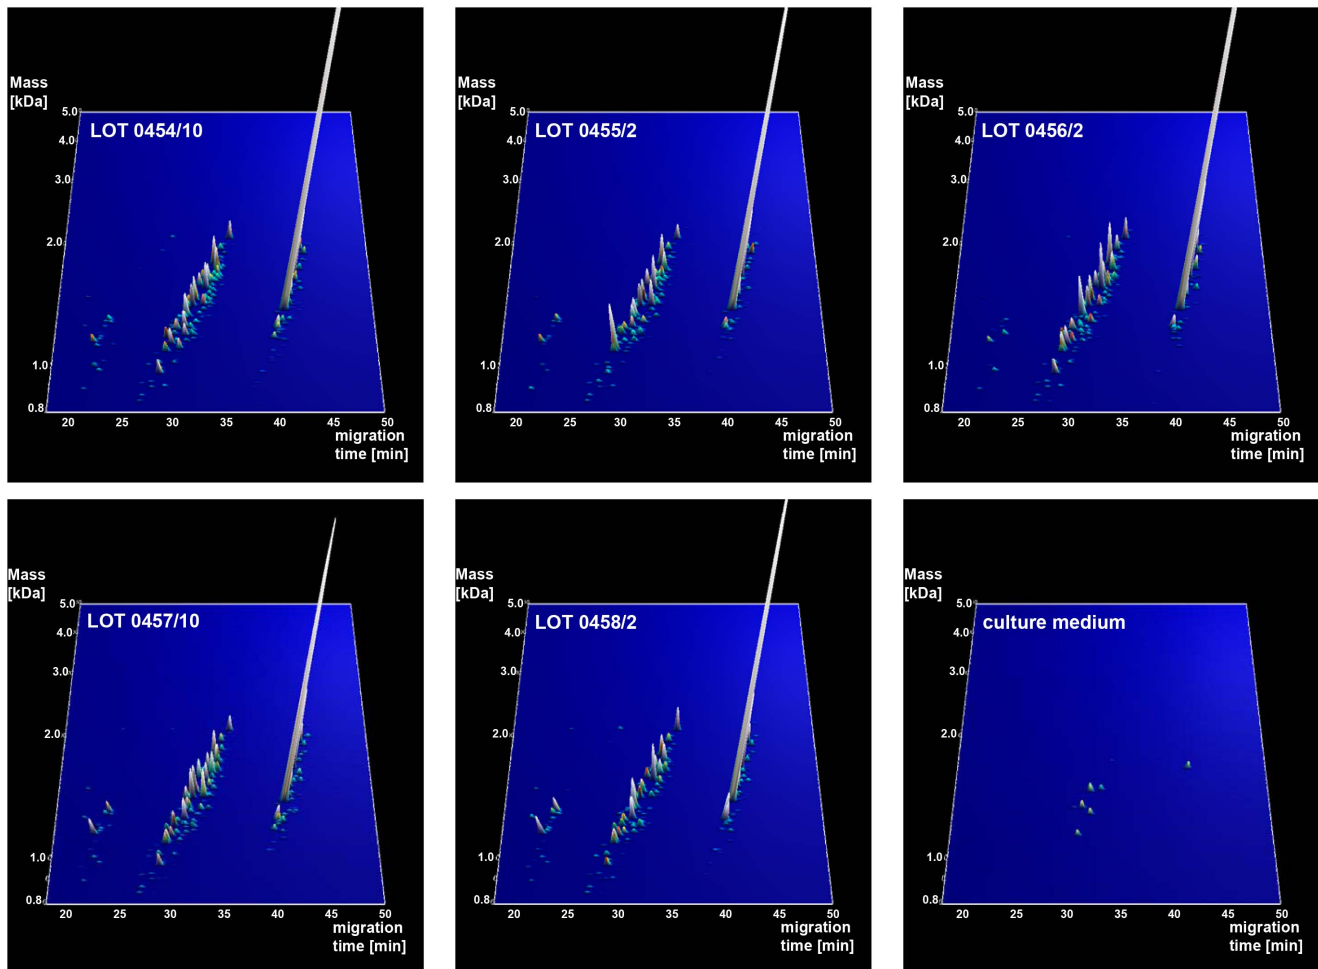 Mass
[kDa]
5.0
LOT 0454/10
4.0
3.0
2.0
1.0
0.8
20 25 30 35 40 45 50
migration
time [min]
Mass
[kDa]
5.0
LOT 0455/2
4.0
3.0
2.0
1.0
0.8
20 25 30 35 40 45 50
migration
time [min]
Mass
[kDa]
5.0
LOT 0456/2
4.0
3.0
2.0
1.0
0.8
20 25 30 35 40 45 50
migration
time [min]
Mass
[kDa]
5.0
LOT 0457/10
4.0
3.0
2.0
1.0
0.8
20 25 30 35 40 45 50
migration
time [min]
Mass
[kDa]
5.0
LOT 0458/2
4.0
3.0
2.0
1.0
0.8
20 25 30 35 40 45 50
migration
time [min]
Mass
[kDa]
5.0
culture medium
4.0
3.0
2.0
1.0
0.8
20 25 30 35 40 45 50
migration
time [min]